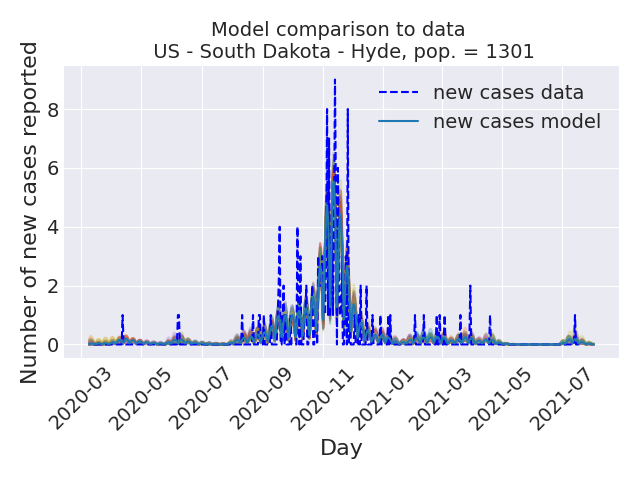 Model comparison to data
US - South Dakota - Hyde, pop. = 1301
Number of new cases reported
8
6
4
2
0
new cases data
new cases model
2020-03
2020-05
2020-07
2020-09
2020-11
2021-01
2021-03
2021-05
2021-07
Day